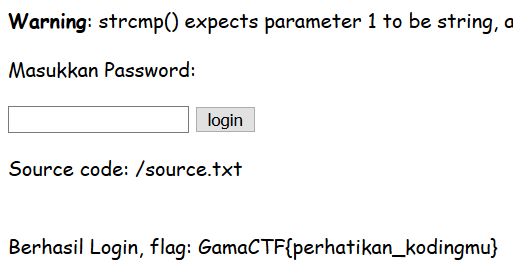 Warning: strcmp() expects parameter 1 to be string, a
Masukkan Password:
login
Source code: /source.txt
Berhasil Login, flag: GamaCTF{perhatikan_kodingmu}